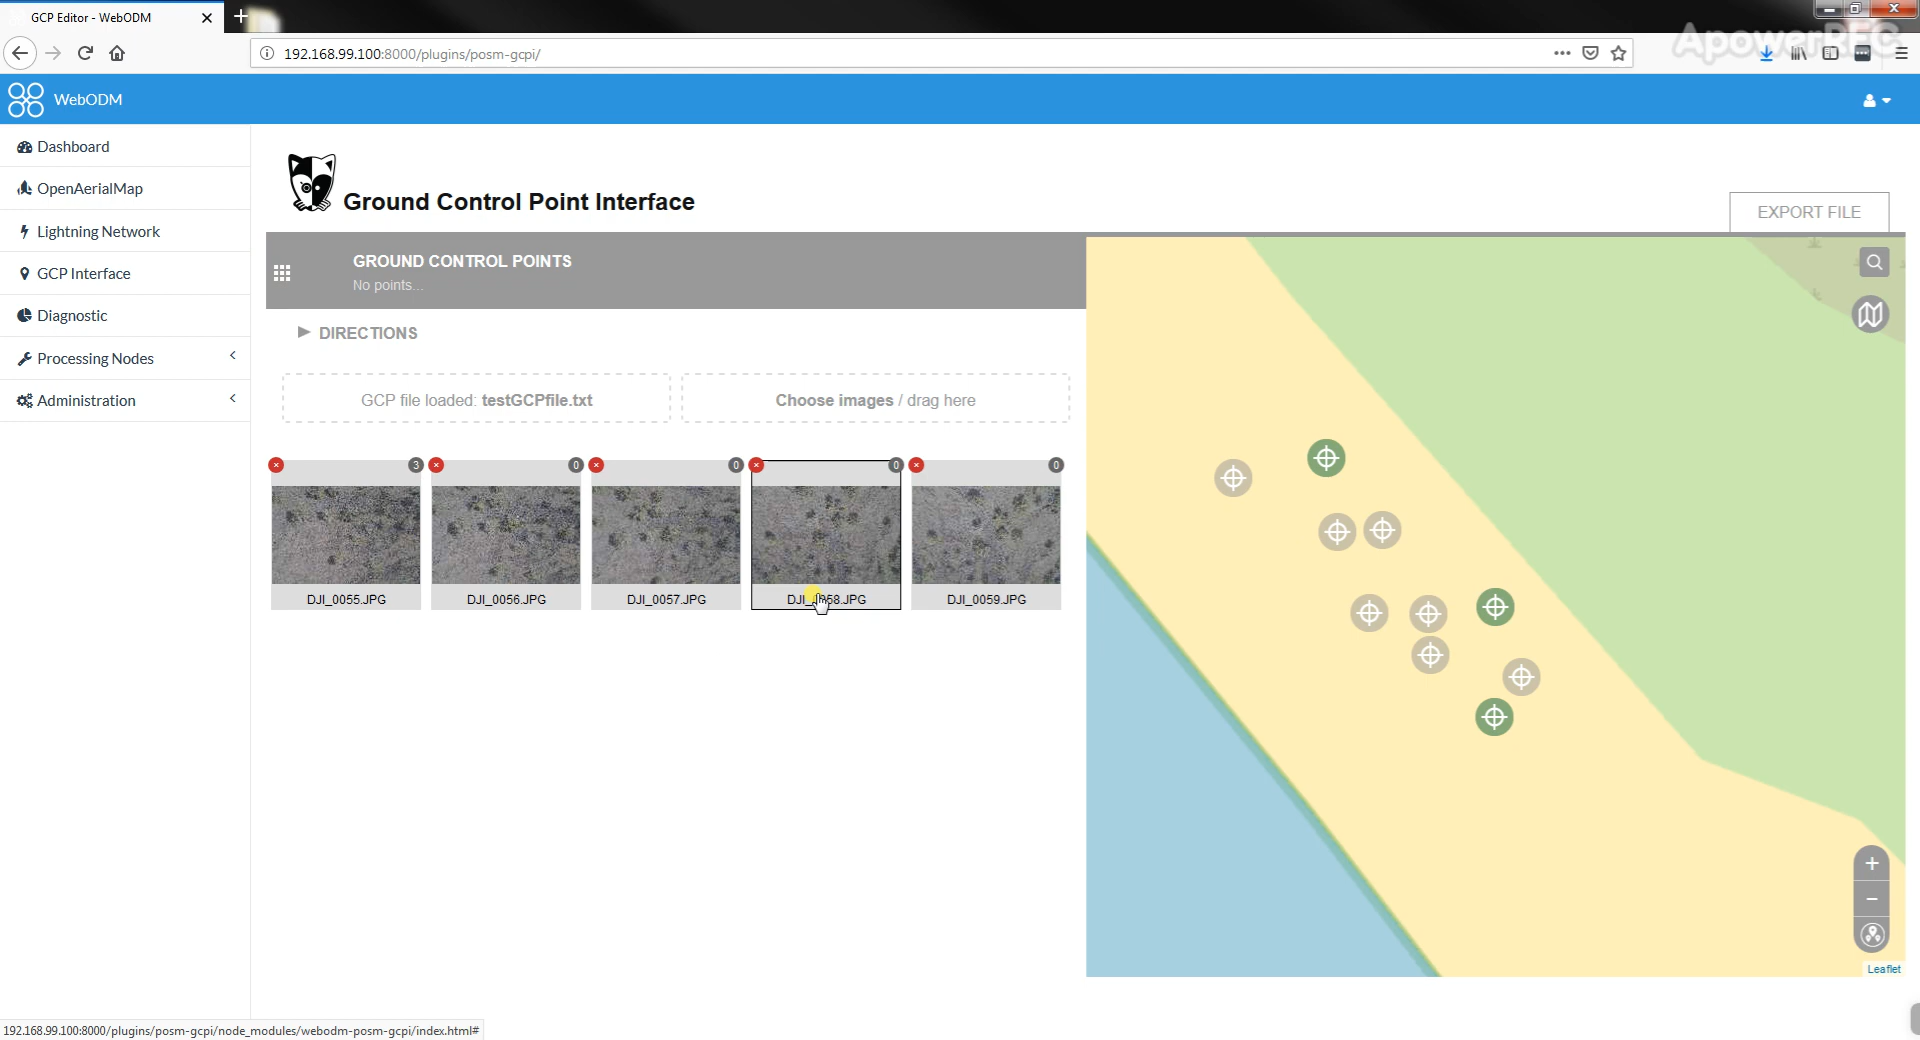 GCP Editor - WebODM
192.168.99.100:8000/plugins/posm-gcpi/
ApowerREC
WebODM
Dashboard
OpenAerialMap
Lightning Network
GCP Interface
Diagnostic
Processing Nodes
Administration
Ground Control Point Interface
EXPORT FILE
GROUND CONTROL POINTS
No points...
DIRECTIONS
GCP file loaded: testGCPfile.txt
Choose images / drag here
3
0
0
0
0
DJI_0055.JPG
DJI_0056.JPG
DJI_0057.JPG
DJI_0058.JPG
DJI_0059.JPG
+
−
Leaflet
192.168.99.100:8000/plugins/posm-gcpi/node_modules/webodm-posm-gcpi/index.html#